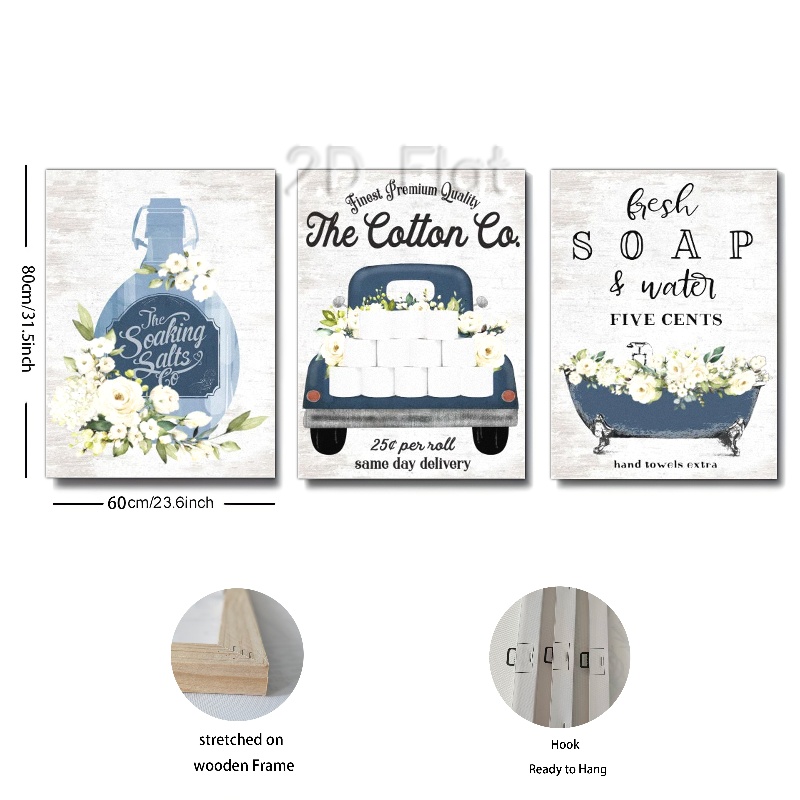 2D Flat
80cm/31.5inch
The
Soaking
Salts
Co
60cm/23.6inch
Finest Premium Quality
The Cotton Co.
25¢ per roll
same day delivery
fresh
SOAP
& water
FIVE CENTS
hand towels extra
stretched on
wooden Frame
Hook
Ready to Hang